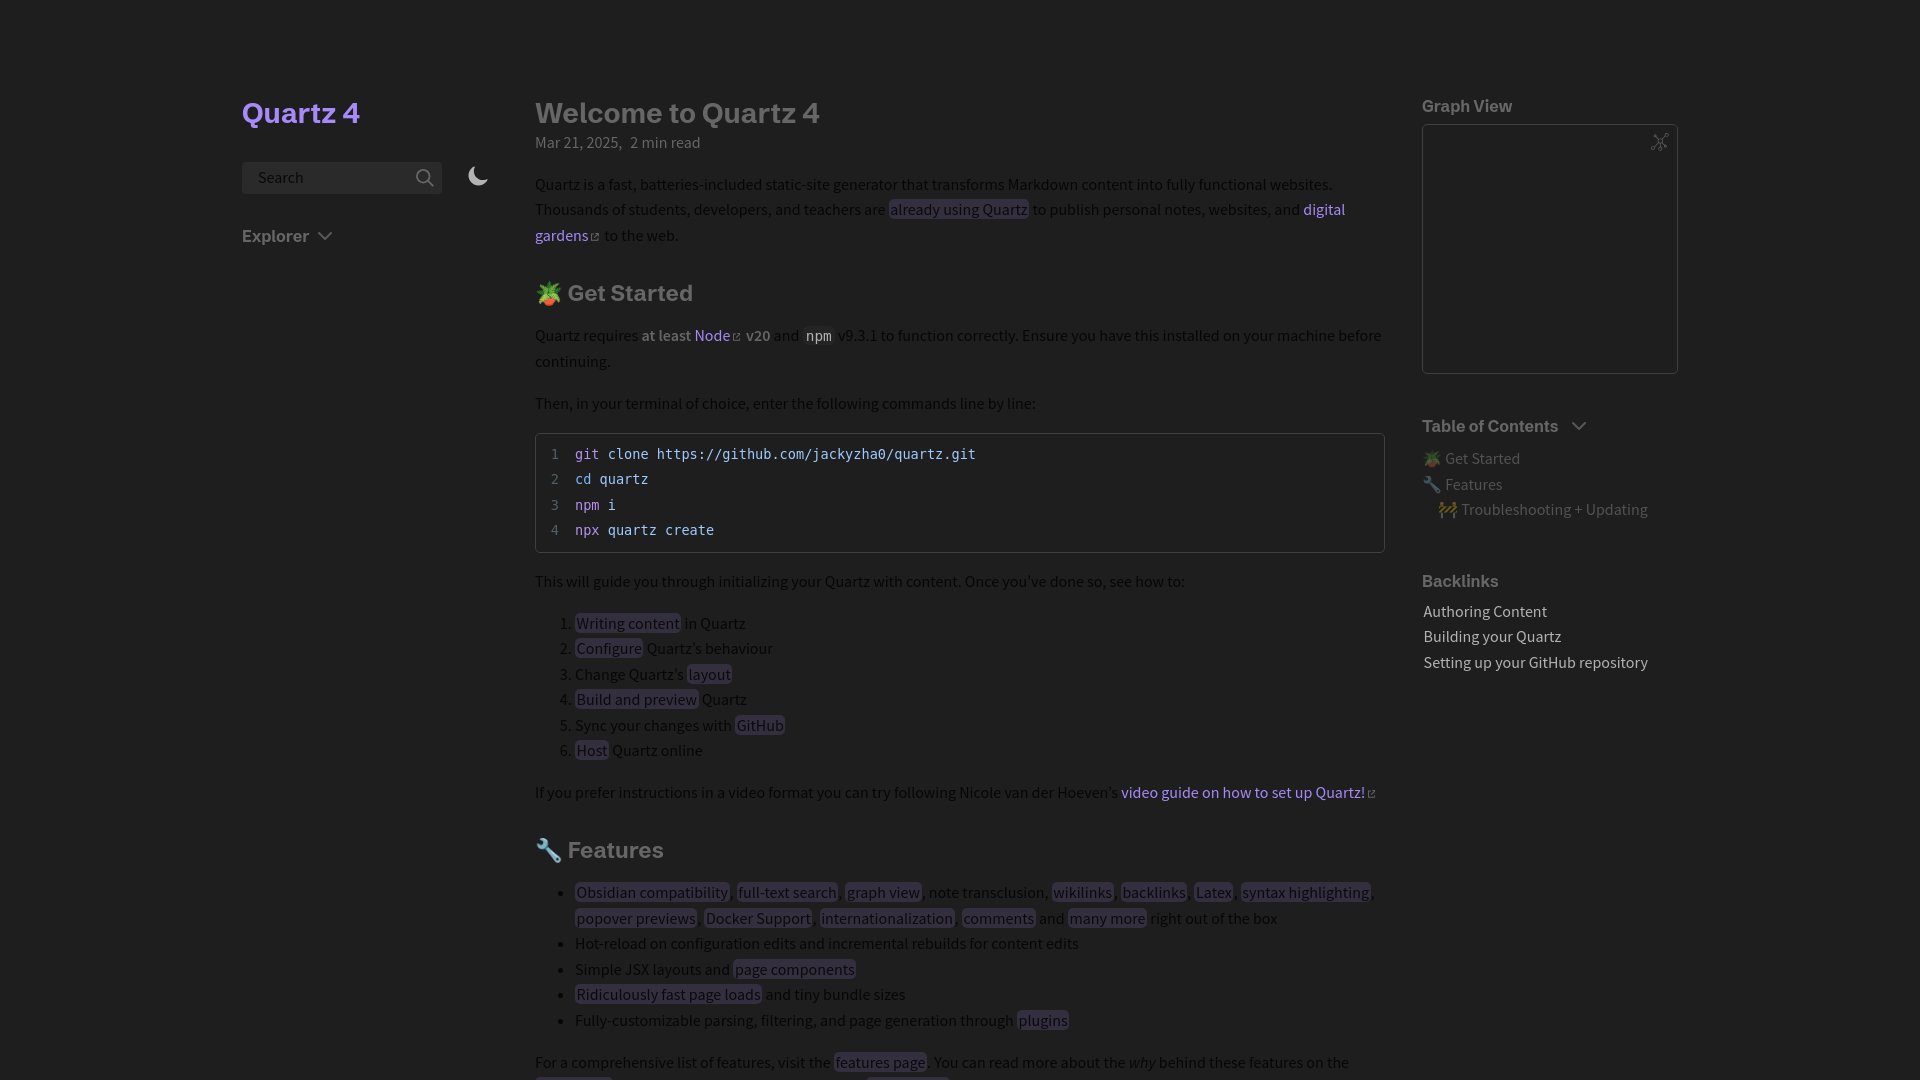 Quartz 4
Search
Explorer
Welcome to Quartz 4
Mar 21, 2025, 2 min read
Quartz is a fast, batteries-included static-site generator that transforms Markdown content into fully functional websites.
Thousands of students, developers, and teachers are already using Quartz to publish personal notes, websites, and digital
gardens to the web.
🪴 Get Started
Quartz requires at least Node v20 and npm v9.3.1 to function correctly. Ensure you have this installed on your machine before
continuing.
Then, in your terminal of choice, enter the following commands line by line:
1 git clone https://github.com/jackyzha0/quartz.git
2 cd quartz
3 npm i
4 npx quartz create
This will guide you through initializing your Quartz with content. Once you’ve done so, see how to:
1. Writing content in Quartz
2. Configure Quartz’s behaviour
3. Change Quartz’s layout
4. Build and preview Quartz
5. Sync your changes with GitHub
6. Host Quartz online
If you prefer instructions in a video format you can try following Nicole van der Hoeven’s video guide on how to set up Quartz!
🔧 Features
• Obsidian compatibility, full-text search, graph view, note transclusion, wikilinks, backlinks, Latex, syntax highlighting,
popover previews, Docker Support, internationalization, comments and many more right out of the box
• Hot-reload on configuration edits and incremental rebuilds for content edits
• Simple JSX layouts and page components
• Ridiculously fast page loads and tiny bundle sizes
• Fully-customizable parsing, filtering, and page generation through plugins
For a comprehensive list of features, visit the features page. You can read more about the why behind these features on the
Graph View
Table of Contents
🪴 Get Started
🔧 Features
🚧 Troubleshooting + Updating
Backlinks
Authoring Content
Building your Quartz
Setting up your GitHub repository